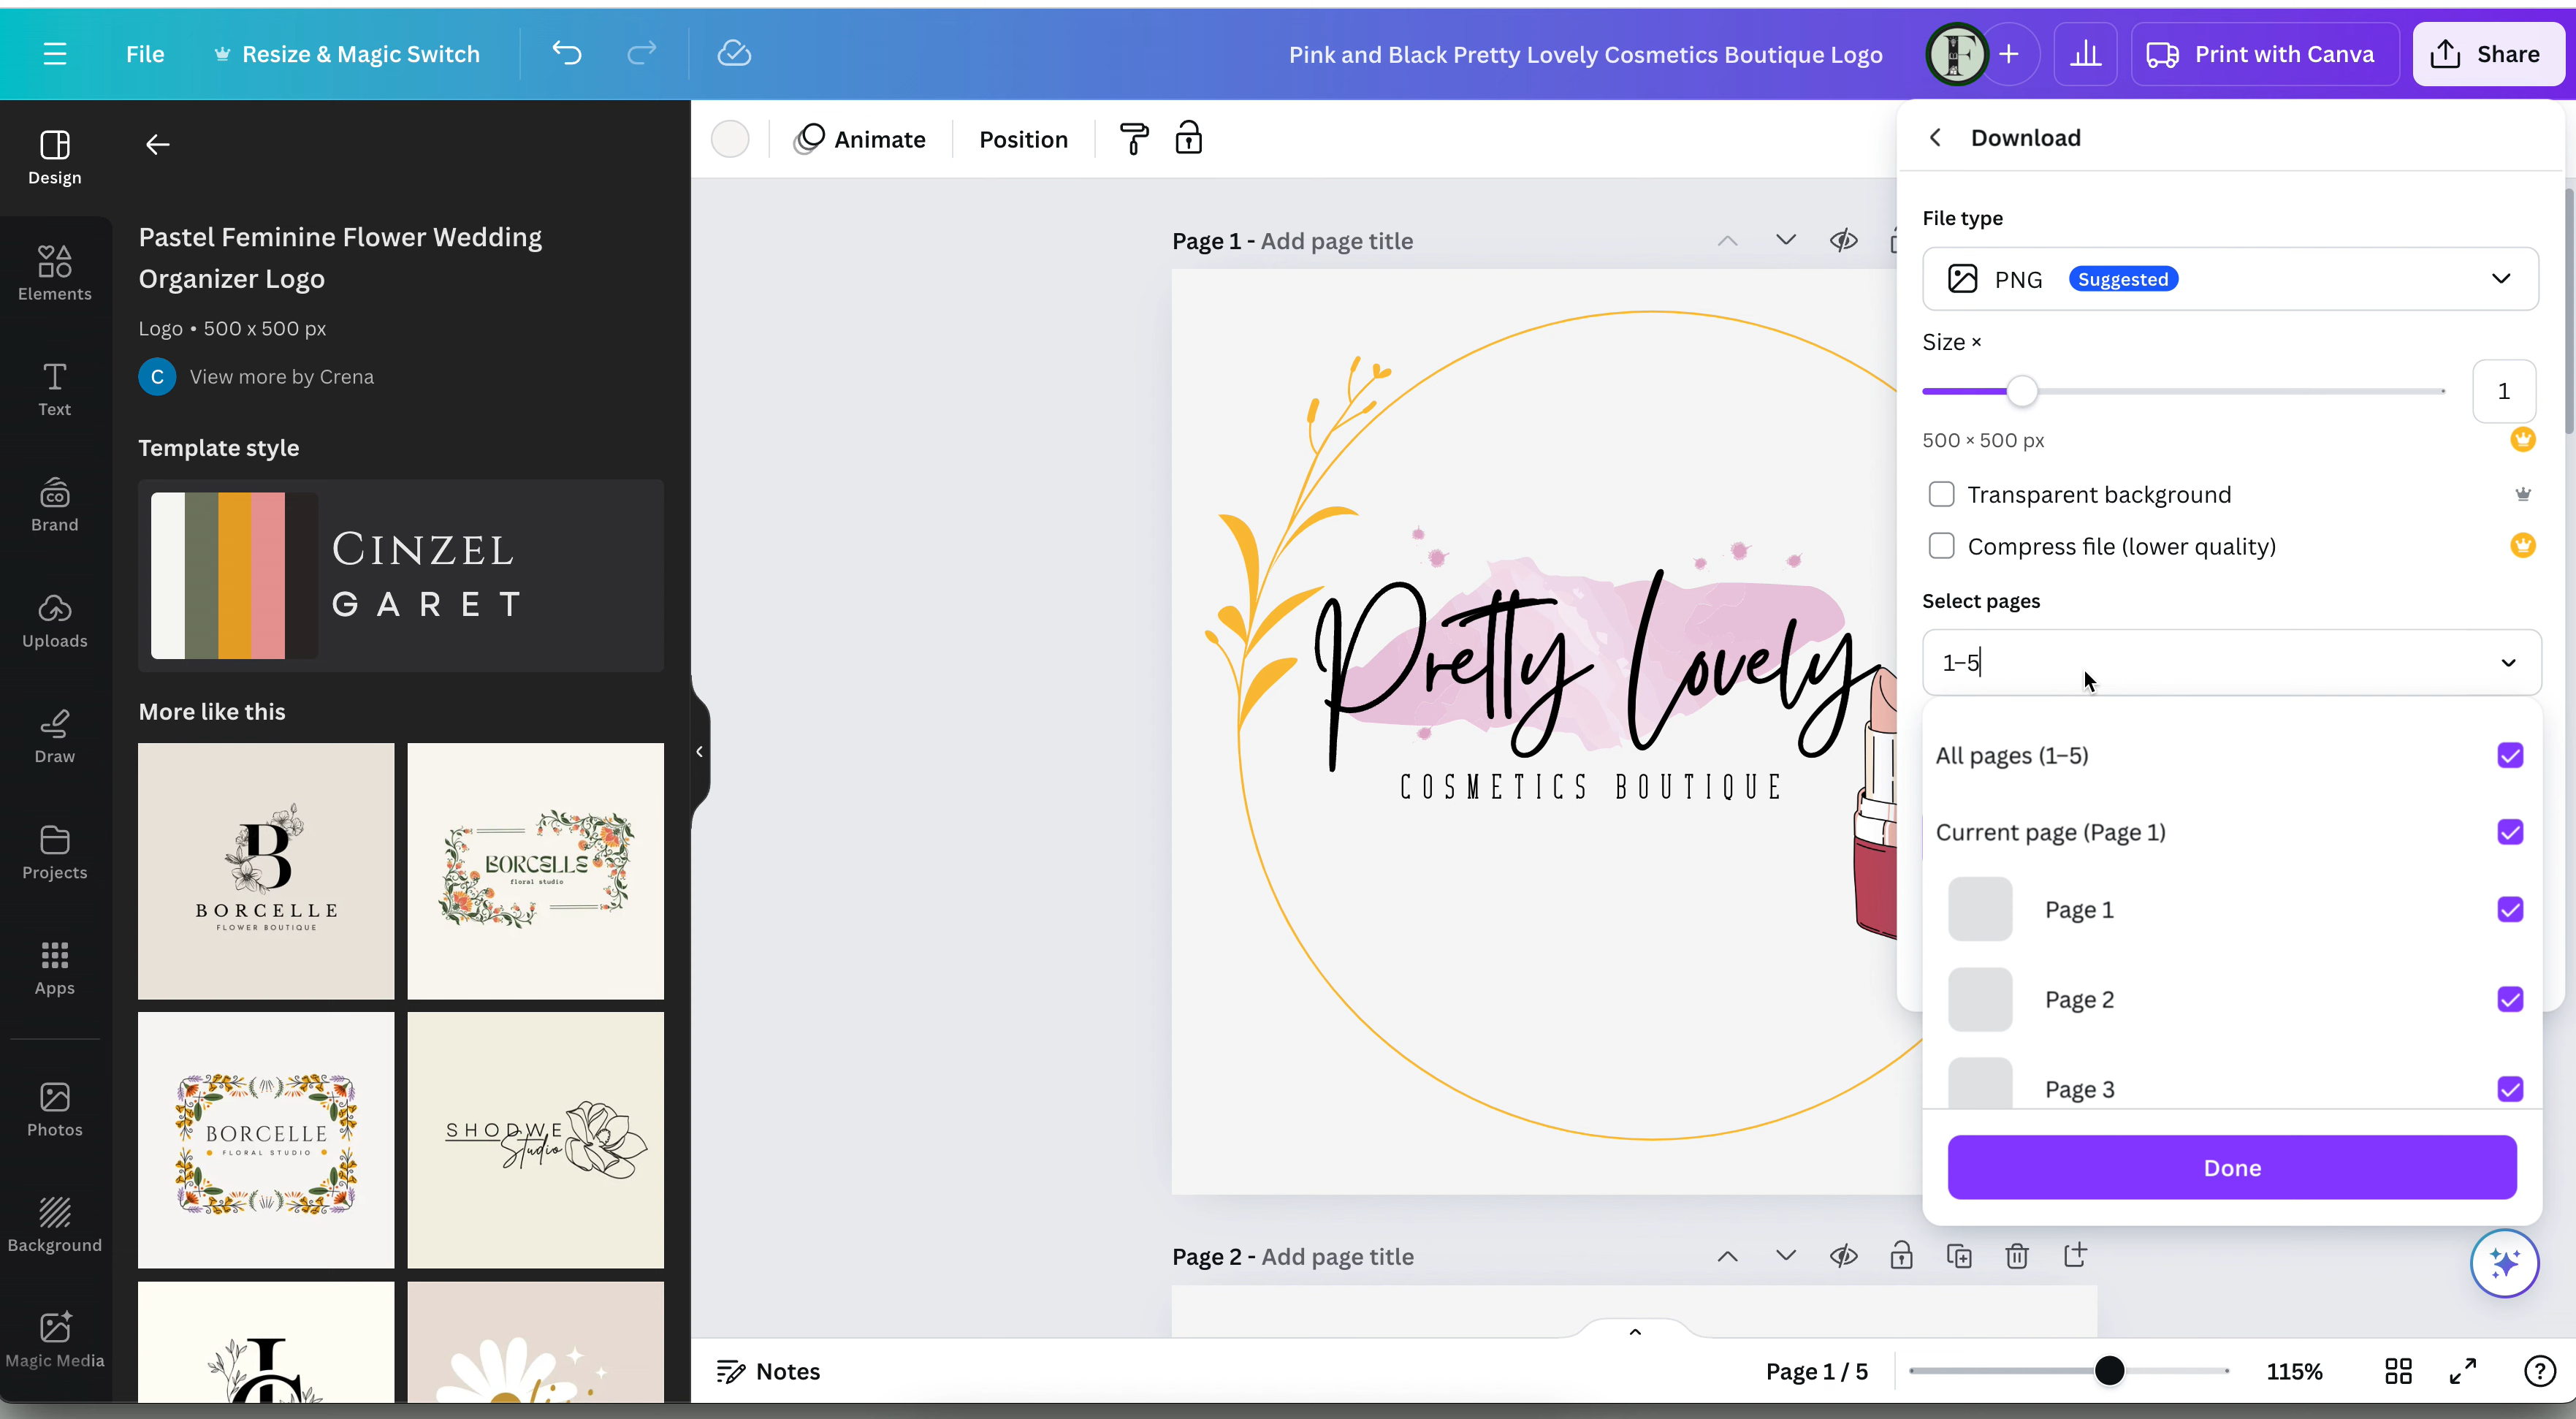 File
Resize & Magic Switch
Pink and Black Pretty Lovely Cosmetics Boutique Logo
Print with Canva
Share
Design
Elements
Text
CO
Brand
Uploads
Draw
Projects
Apps
Photos
Background
Magic Media
Pastel Feminine Flower Wedding
Organizer Logo
Logo • 500 x 500 px
C View more by Crena
Template style
CINZEL
GARET
More like this
B
BORCELLE
FLOWER BOUTIQUE
BORCELLE
floral studio
BORCELLE
FLORAL STUDIO
SHODWE
Studio
Animate
Position
Page 1 - Add page title
Pretty Lovely
COSMETICS BOUTIQUE
Page 2 - Add page title
Notes
Page 1 / 5
115%
Download
File type
PNG Suggested
Size ×
1
500 × 500 px
Transparent background
Compress file (lower quality)
Select pages
1–5
All pages (1–5)
Current page (Page 1)
Page 1
Page 2
Page 3
Done